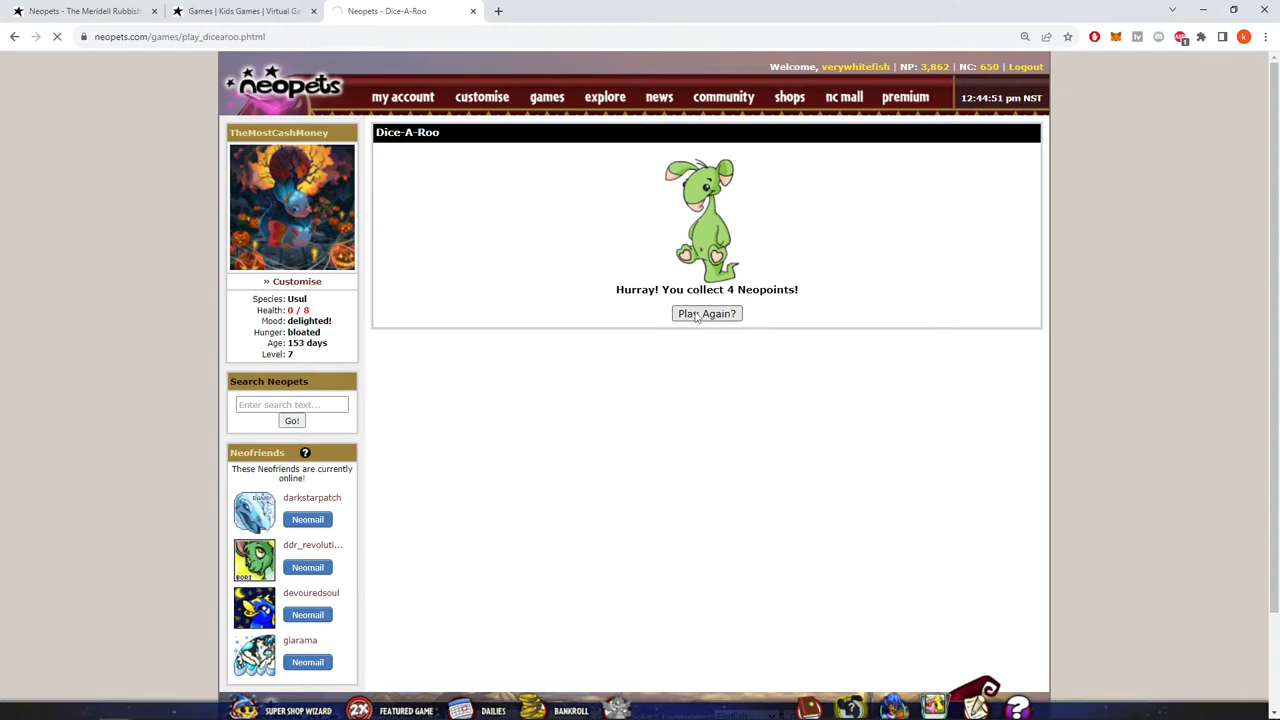 Neopets - The Meridell Rubbish
Games | Kids Games | Virtual Ga
Neopets - Dice-A-Roo
neopets.com/games/play_dicearoo.phtml
Welcome, verywhitefish | NP: 3,862 | NC: 650 | Logout
neopets
my account customise games explore news community shops nc mall premium 12:44:51 pm NST
TheMostCashMoney
» Customise
Species: Usul
Health: 0 / 8
Mood: delighted!
Hunger: bloated
Age: 153 days
Level: 7
Search Neopets
Enter search text...
Go!
Neofriends ?
These Neofriends are currently
online!
darkstarpatch
Neomail
ddr_revoluti...
Neomail
BORI
devouredsoul
Neomail
giarama
Neomail
Dice-A-Roo
Hurray! You collect 4 Neopoints!
Play Again?
SUPER SHOP WIZARD 2X FEATURED GAME DAILIES BANKROLL ?